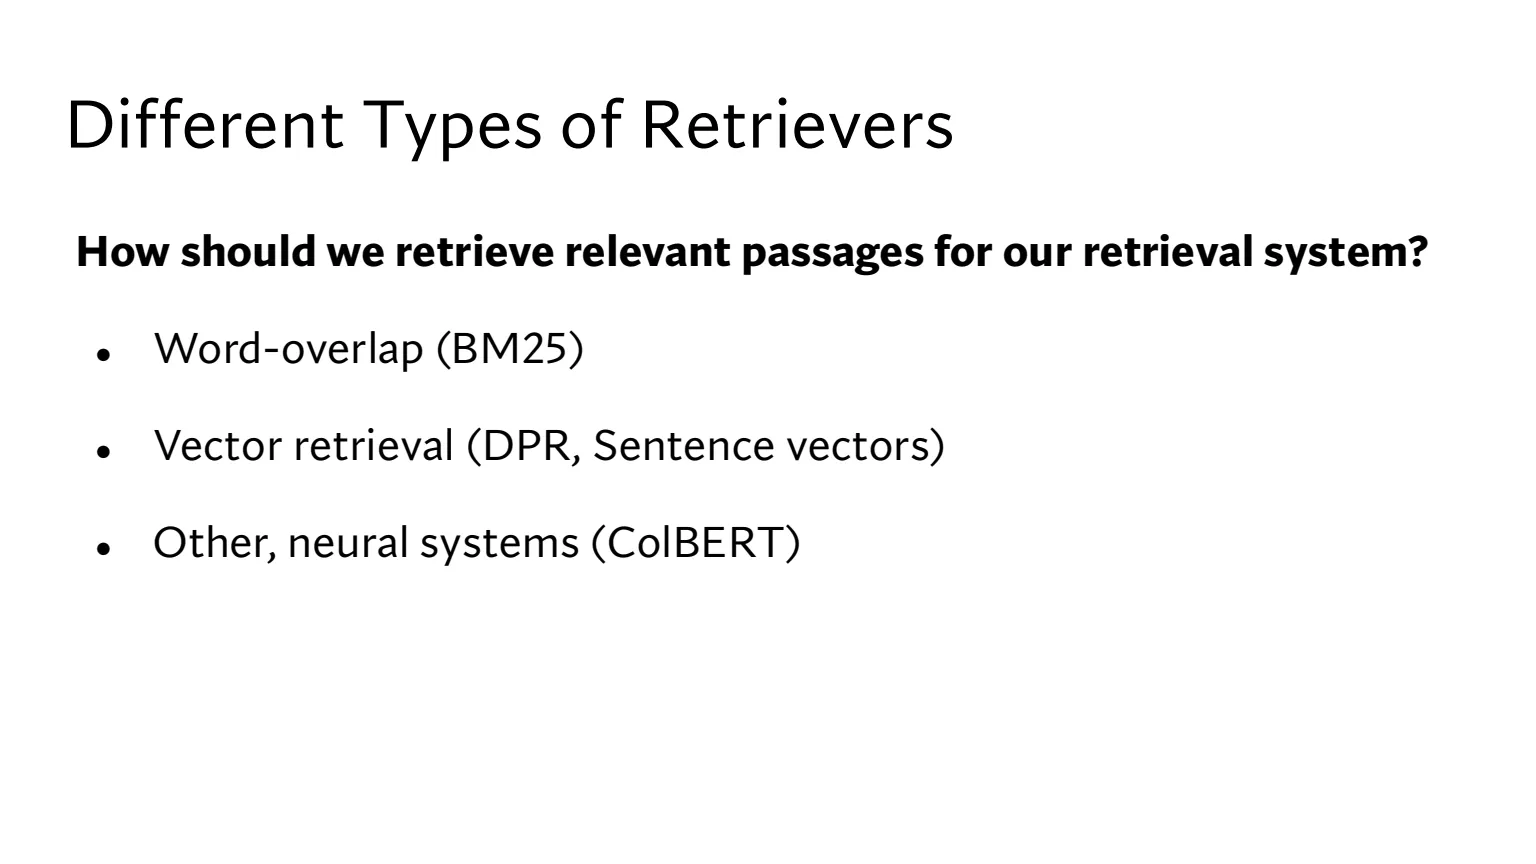 Different Types of Retrievers
How should we retrieve relevant passages for our retrieval system?
• Word-overlap (BM25)
• Vector retrieval (DPR, Sentence vectors)
• Other, neural systems (ColBERT)